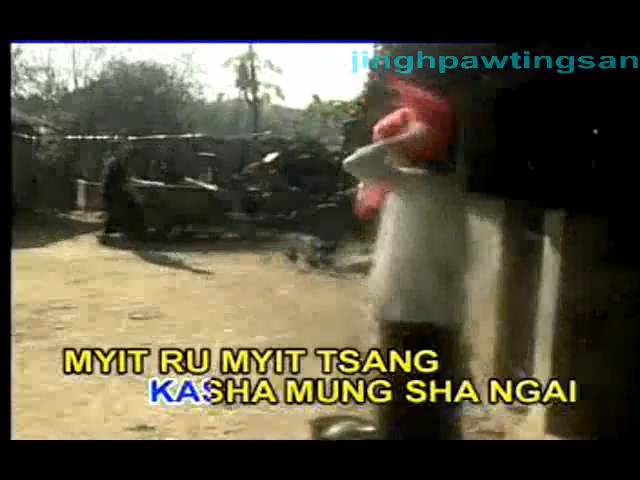 jinghpawtingsan
MYIT RU MYIT TSANG
KASHA MUNG SHA NGAI